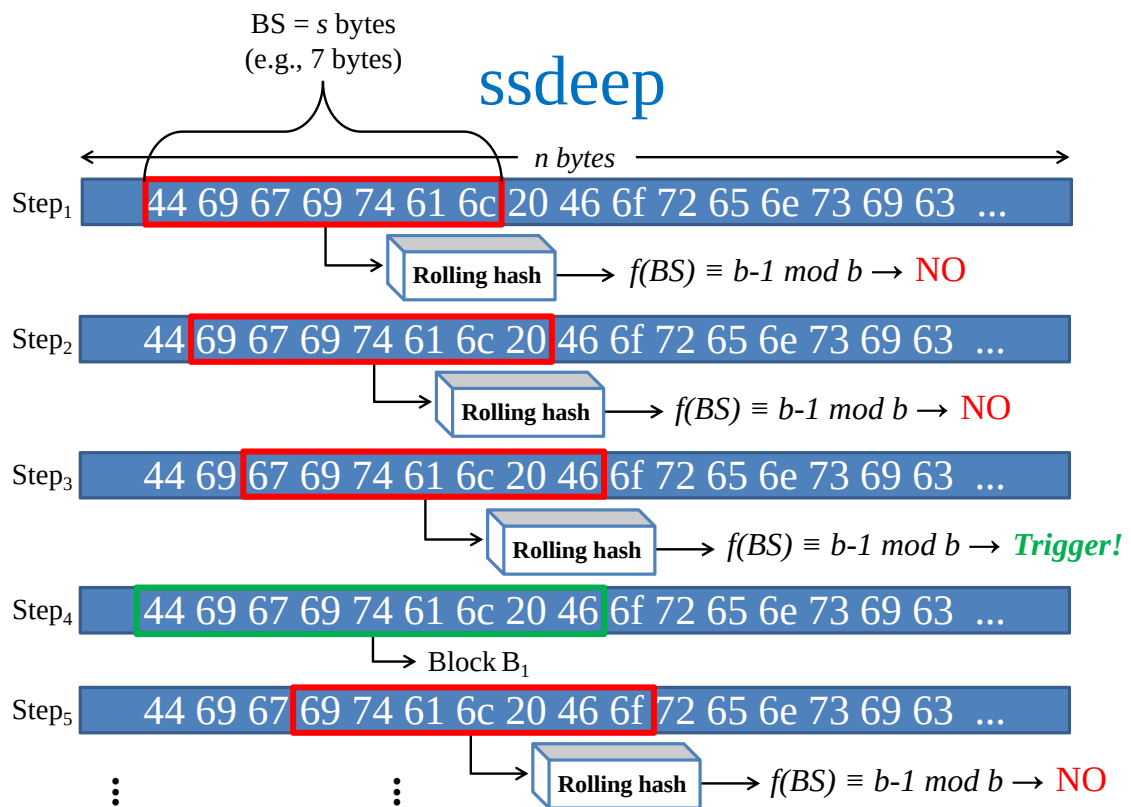 BS = s bytes
(e.g., 7 bytes)
ssdeep
n bytes
Step1 44 69 67 69 74 61 6c 20 46 6f 72 65 6e 73 69 63 ...
Rolling hash f(BS) ≡ b-1 mod b → NO
Step2 44 69 67 69 74 61 6c 20 46 6f 72 65 6e 73 69 63 ...
Rolling hash f(BS) ≡ b-1 mod b → NO
Step3 44 69 67 69 74 61 6c 20 46 6f 72 65 6e 73 69 63 ...
Rolling hash f(BS) ≡ b-1 mod b → Trigger!
Step4 44 69 67 69 74 61 6c 20 46 6f 72 65 6e 73 69 63 ...
Block B1
Step5 44 69 67 69 74 61 6c 20 46 6f 72 65 6e 73 69 63 ...
Rolling hash f(BS) ≡ b-1 mod b → NO